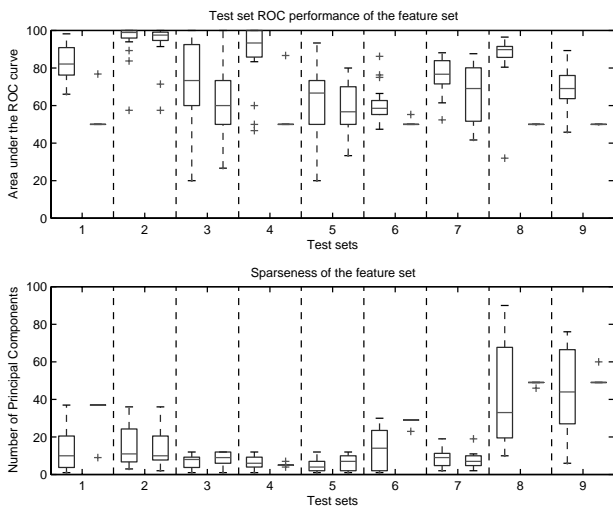 Test set ROC performance of the feature set
100
80
60
40
20
0
Area under the ROC curve
1 2 3 4 5 6 7 8 9
Test sets
Sparseness of the feature set
100
80
60
40
20
0
Number of Principal Components
1 2 3 4 5 6 7 8 9
Test sets